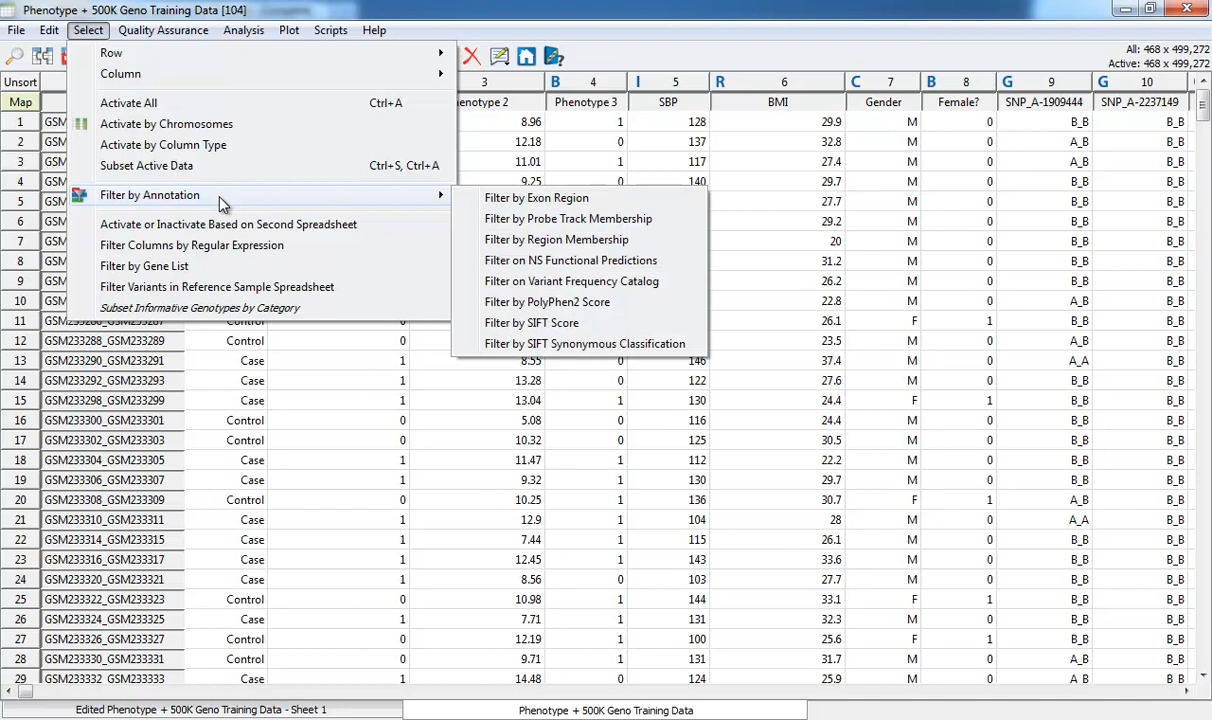 Phenotype + 500K Geno Training Data [104]
File Edit Select Quality Assurance Analysis Plot Scripts Help
All: 468 x 499,272
Active: 468 x 499,272
Row
Column
Activate All Ctrl+A
Activate by Chromosomes
Activate by Column Type
Subset Active Data Ctrl+S, Ctrl+A
Filter by Annotation
Activate or Inactivate Based on Second Spreadsheet
Filter Columns by Regular Expression
Filter by Gene List
Filter Variants in Reference Sample Spreadsheet
Subset Informative Genotypes by Category
Filter by Exon Region
Filter by Probe Track Membership
Filter by Region Membership
Filter on NS Functional Predictions
Filter on Variant Frequency Catalog
Filter by PolyPhen2 Score
Filter by SIFT Score
Filter by SIFT Synonymous Classification
Unsort 3 B 4 I 5 R 6 C 7 B 8 G 9 G 10
Map enotype 2 Phenotype 3 SBP BMI Gender Female? SNP_A-1909444 SNP_A-2237149
1 GSM 8.96 1 128 29.9 M 0 B_B B_B
2 GSM 12.18 0 137 32.8 M 0 A_B B_B
3 GSM 11.01 1 117 27.4 M 0 B_B B_B
4 GSM 9.25 0 140 26.6 M 0 B_B B_B
5 GSM 26.2 M 0 B_B B_B
6 GSM 29.2 M 0 A_B B_B
7 GSM 20 M 0 B_B B_B
8 GSM 31.2 M 0 B_B B_B
9 GSM 26.1 M 0 B_B B_B
10 GSM 22.8 M 0 A_B B_B
11 GSM233286_GSM233287 Control 0 26.1 F 1 B_B B_B
12 GSM233288_GSM233289 Control 0 23.5 M 0 A_B B_B
13 GSM233290_GSM233291 Case 1 8.55 0 146 37.4 M 0 A_A B_B
14 GSM233292_GSM233293 Case 1 13.28 0 122 27.6 M 0 B_B B_B
15 GSM233298_GSM233299 Case 1 13.04 0 130 24.4 F 1 B_B B_B
16 GSM233300_GSM233301 Control 0 5.08 0 116 24.4 M 0 B_B B_B
17 GSM233302_GSM233303 Control 0 10.32 0 125 30.5 M 0 A_B B_B
18 GSM233304_GSM233305 Case 1 11.47 0 112 22.2 M 0 B_B B_B
19 GSM233306_GSM233307 Case 1 9.32 1 130 29.7 M 0 B_B B_B
20 GSM233308_GSM233309 Control 0 10.25 0 136 30.7 F 1 A_B B_B
21 GSM233310_GSM233311 Case 1 12.9 1 104 28 M 0 A_A B_B
22 GSM233314_GSM233315 Case 1 7.44 1 115 26.1 M 0 B_B B_B
23 GSM233316_GSM233317 Case 1 12.45 1 143 33.6 M 0 A_B B_B
24 GSM233320_GSM233321 Case 1 8.56 0 103 27.7 M 0 B_B B_B
25 GSM233322_GSM233323 Control 0 10.98 1 144 33.1 F 1 B_B B_B
26 GSM233324_GSM233325 Case 1 7.71 1 131 32.3 M 0 A_B B_B
27 GSM233326_GSM233327 Control 0 12.19 1 100 25.6 F 1 B_B B_B
28 GSM233330_GSM233331 Control 0 9.71 1 131 31.7 M 0 A_B B_B
29 GSM233332_GSM233333 Case 1 14.48 0 124 25.9 M 0 B_B B_B
Edited Phenotype + 500K Geno Training Data - Sheet 1 Phenotype + 500K Geno Training Data